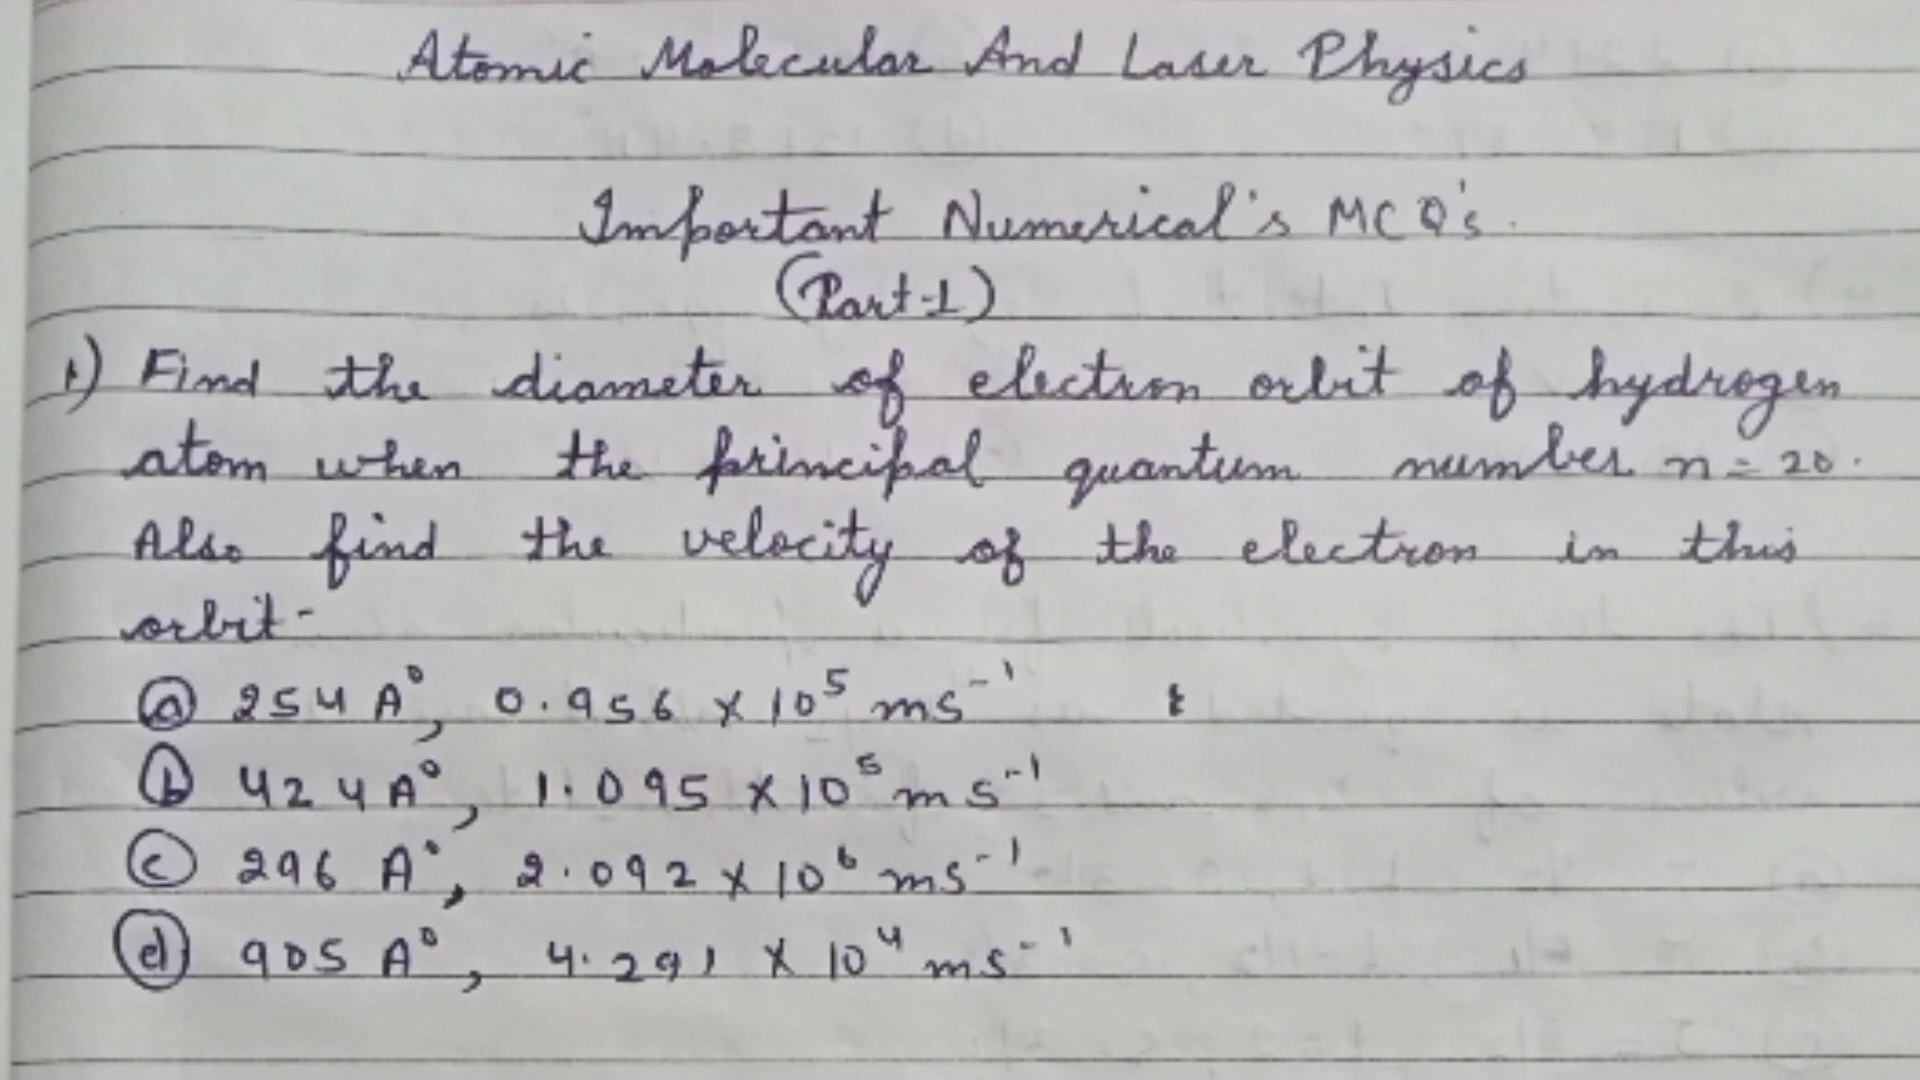 Atomic Molecular And Laser Physics
Important Numerical's MCQ's.
(Part-1)
1) Find the diameter of electron orbit of hydrogen
atom when the principal quantum number n = 20.
Also find the velocity of the electron in this
orbit-
(a) 254 A°, 0.956 × 10⁵ ms⁻¹
(b) 424 A°, 1.095 × 10⁵ ms⁻¹
(c) 296 A°, 2.092 × 10⁶ ms⁻¹
(d) 905 A°, 4.291 × 10⁴ ms⁻¹